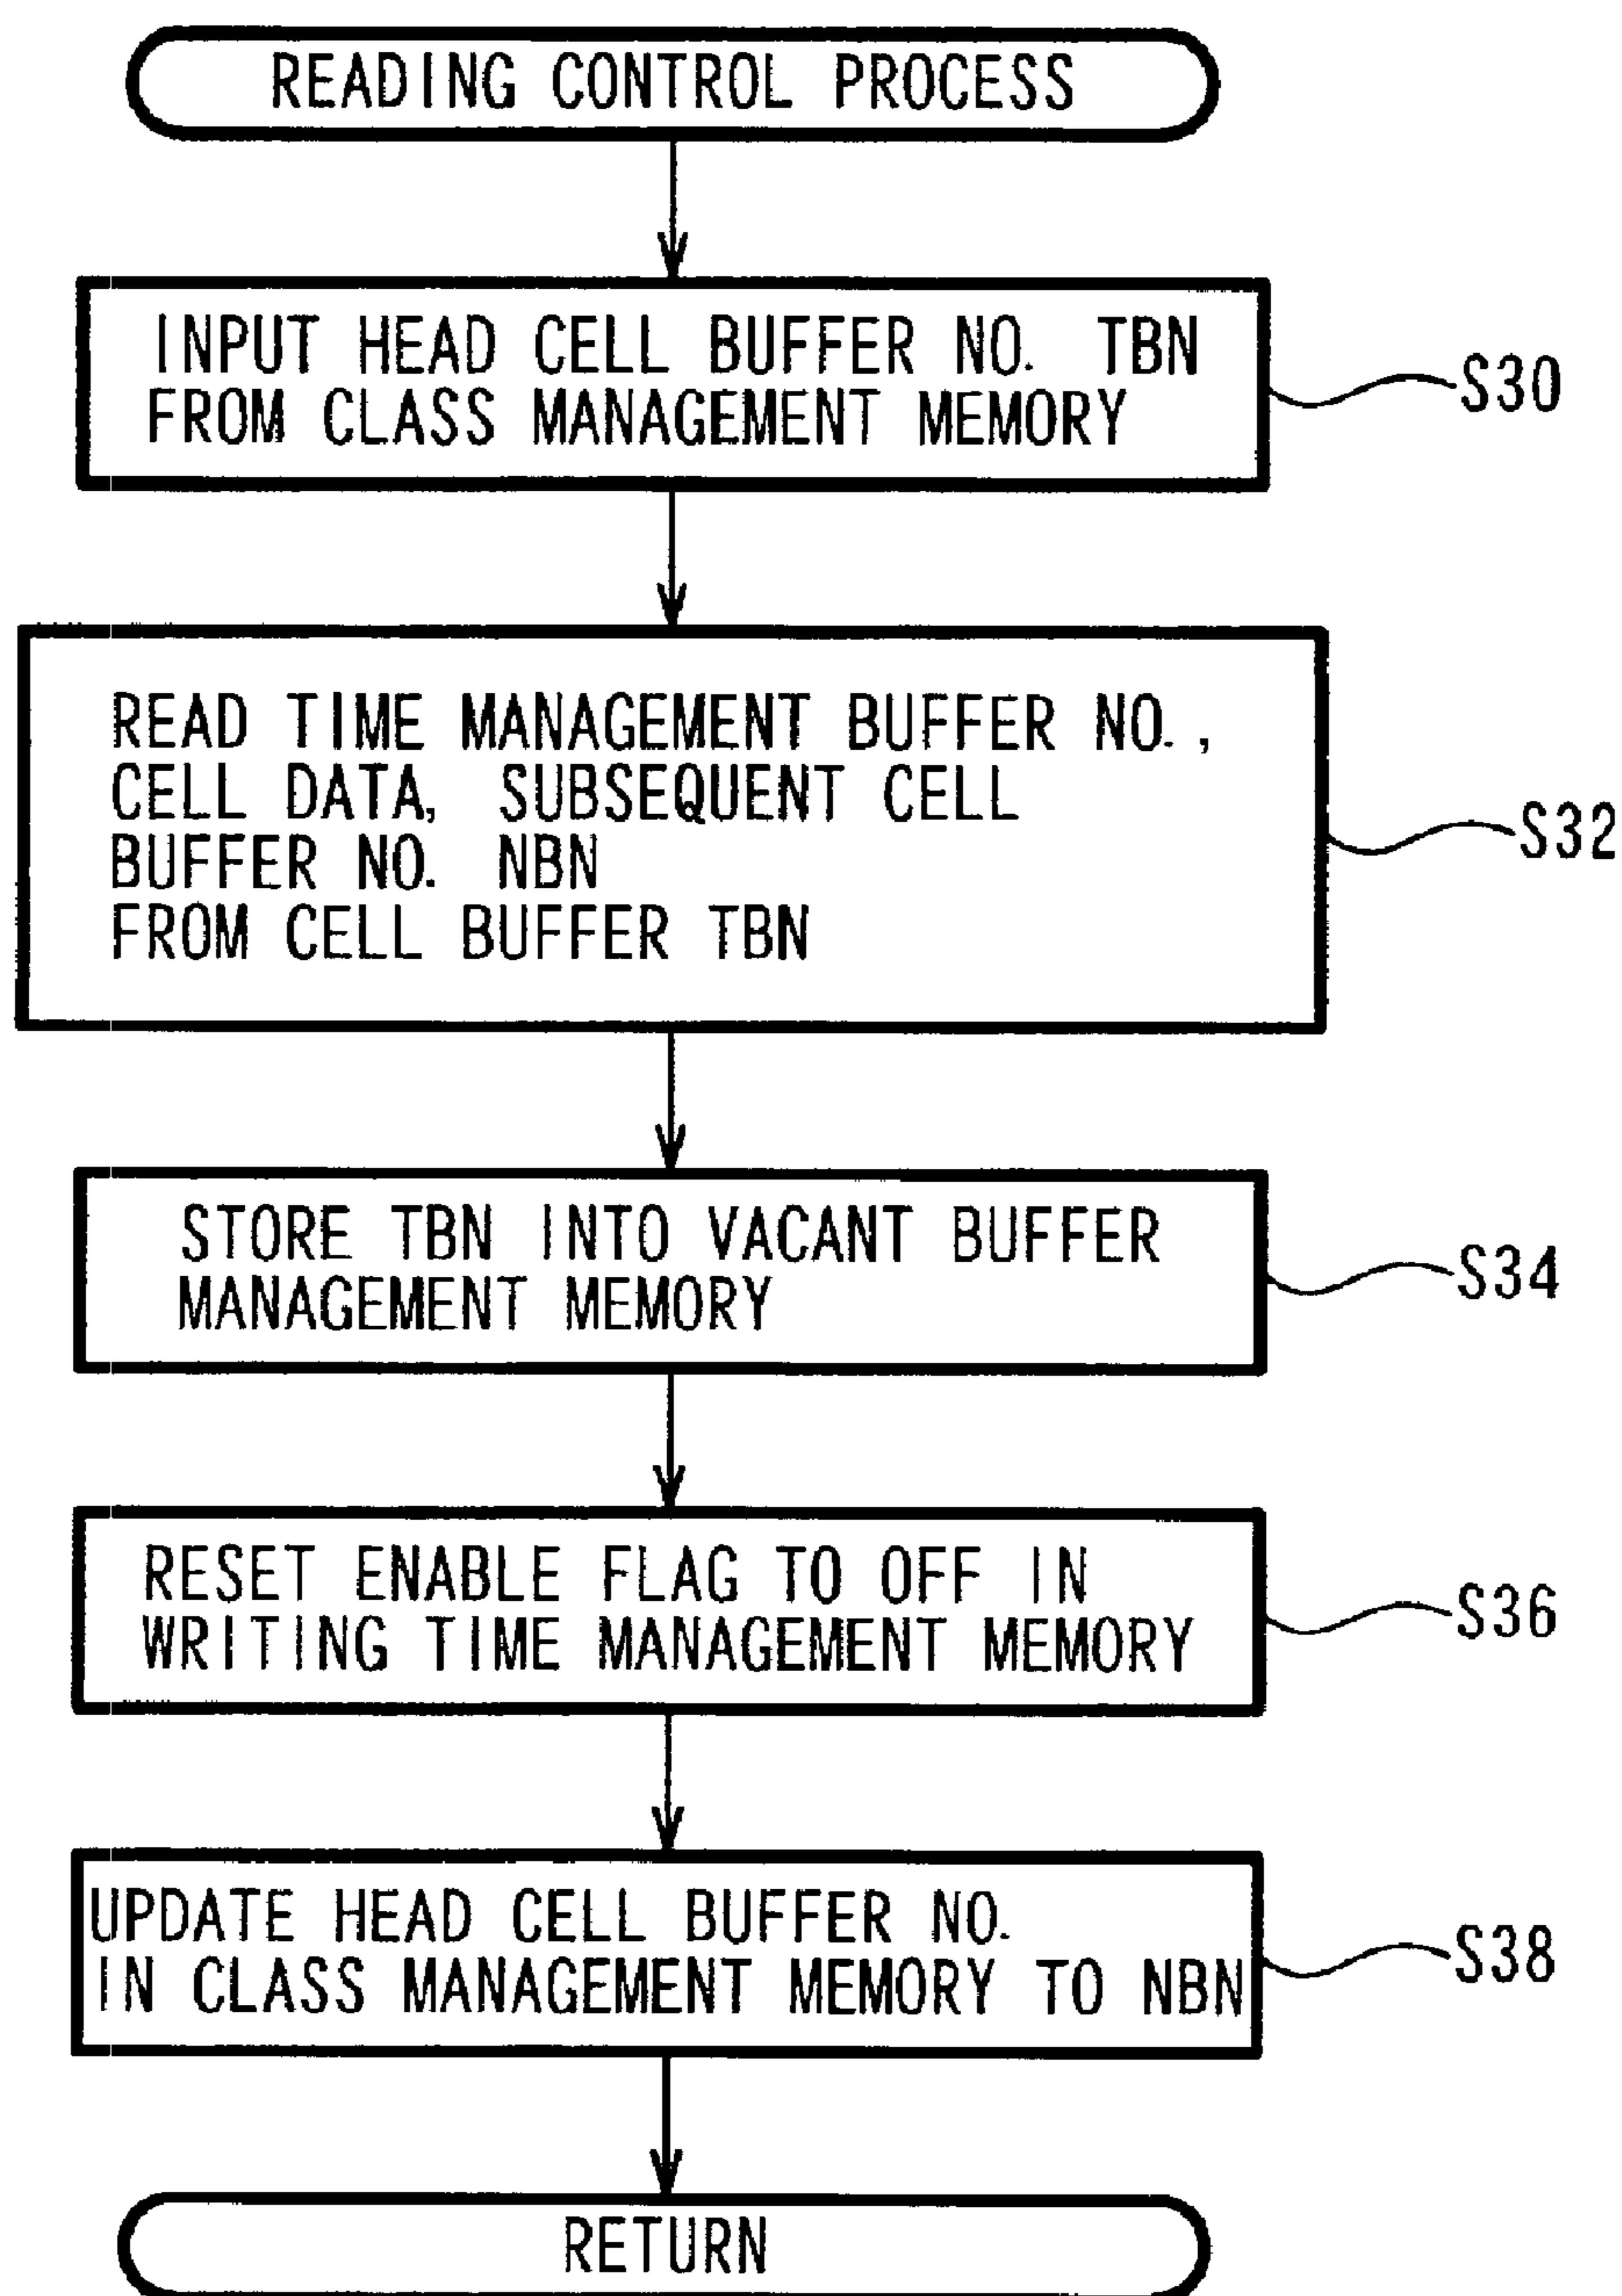 READING CONTROL PROCESS
INPUT HEAD CELL BUFFER NO. TBN
FROM CLASS MANAGEMENT MEMORY
S30
READ TIME MANAGEMENT BUFFER NO.,
CELL DATA, SUBSEQUENT CELL
BUFFER NO. NBN
FROM CELL BUFFER TBN
S32
STORE TBN INTO VACANT BUFFER
MANAGEMENT MEMORY
S34
RESET ENABLE FLAG TO OFF IN
WRITING TIME MANAGEMENT MEMORY
S36
UPDATE HEAD CELL BUFFER NO.
IN CLASS MANAGEMENT MEMORY TO NBN
S38
RETURN